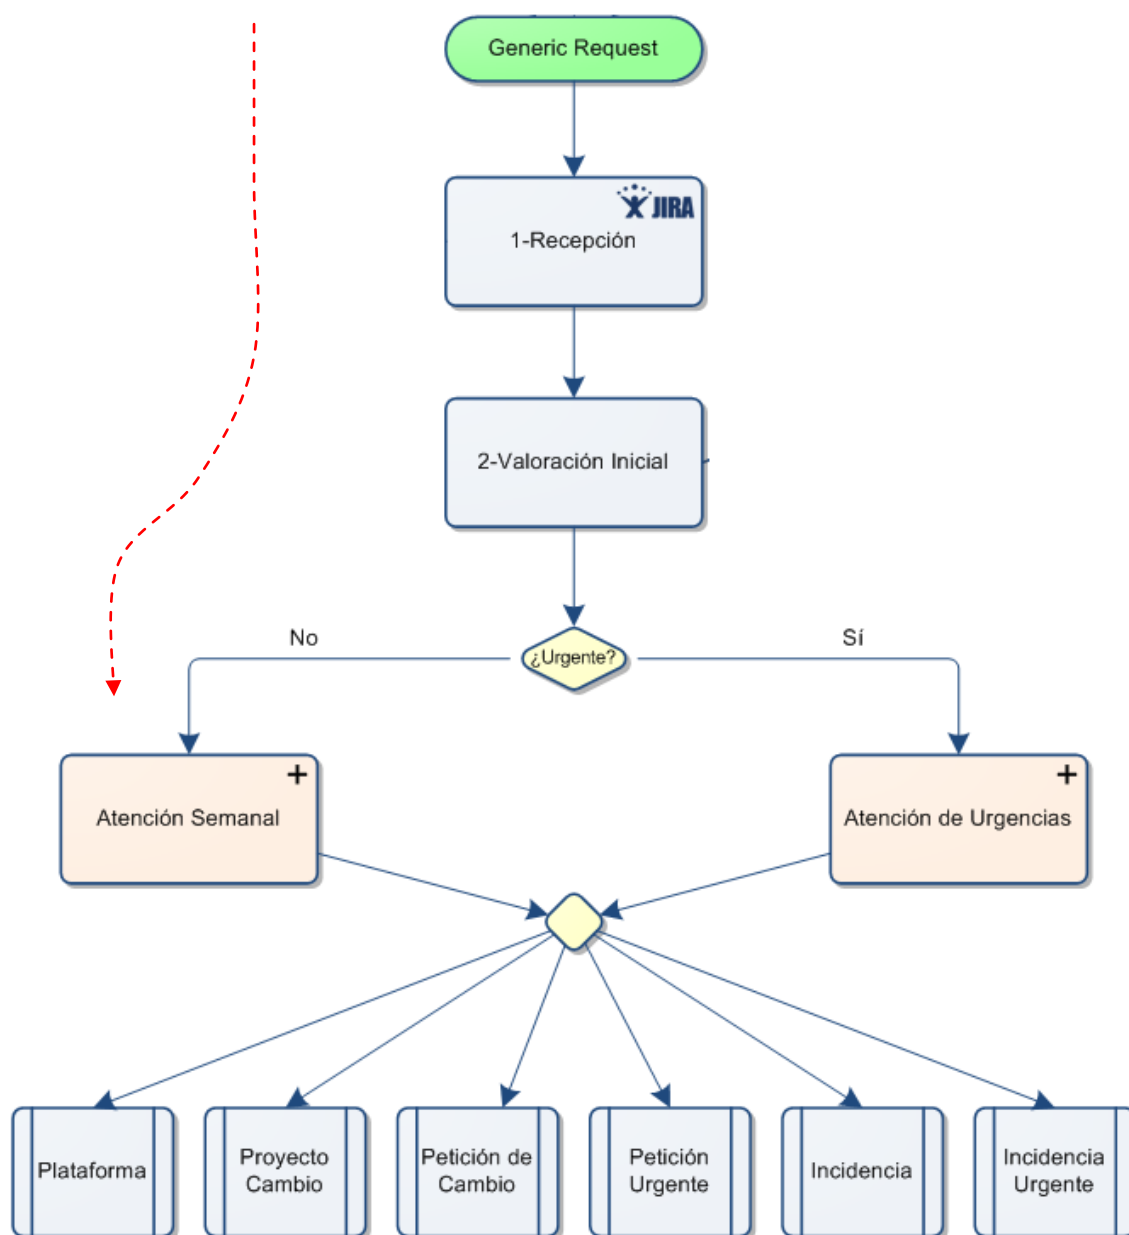 Generic Request
JIRA
1-Recepción
2-Valoración Inicial
No
¿Urgente?
Sí
Atención Semanal
Atención de Urgencias
Plataforma
Proyecto
Cambio
Petición de
Cambio
Petición
Urgente
Incidencia
Incidencia
Urgente